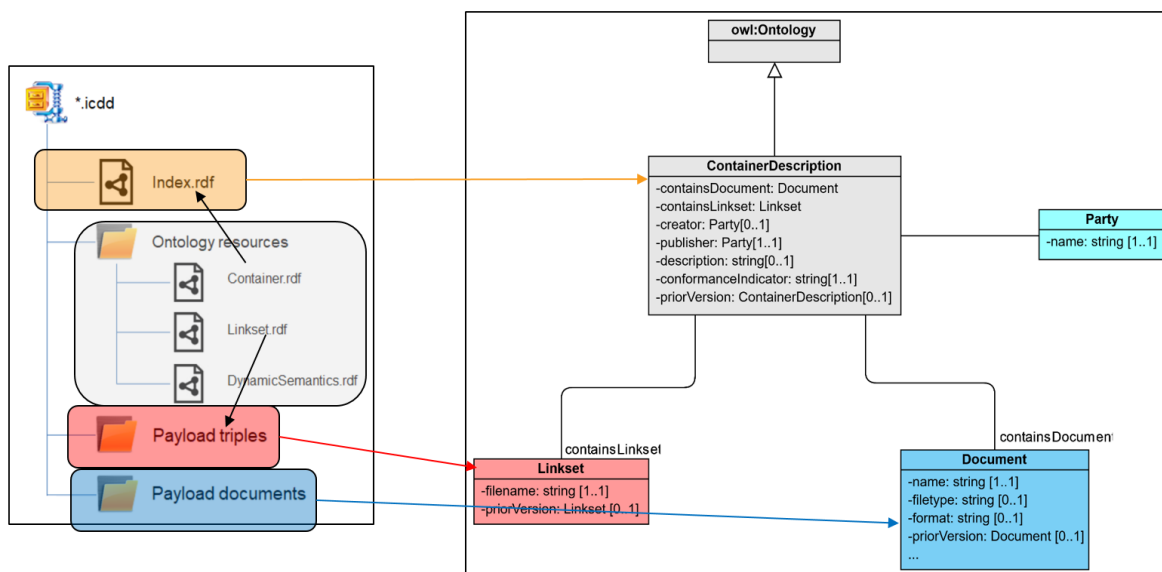 *.icdd
Index.rdf
Ontology resources
Container.rdf
Linkset.rdf
DynamicSemantics.rdf
Payload triples
Payload documents
owl:Ontology
ContainerDescription
-containsDocument: Document
-containsLinkset: Linkset
-creator: Party[0..1]
-publisher: Party[1..1]
-description: string[0..1]
-conformanceIndicator: string[1..1]
-priorVersion: ContainerDescription[0..1]
Party
-name: string [1..1]
containsLinkset
Linkset
-filename: string [1..1]
-priorVersion: Linkset [0..1]
containsDocument
Document
-name: string [1..1]
-filetype: string [0..1]
-format: string [0..1]
-priorVersion: Document [0..1]
...